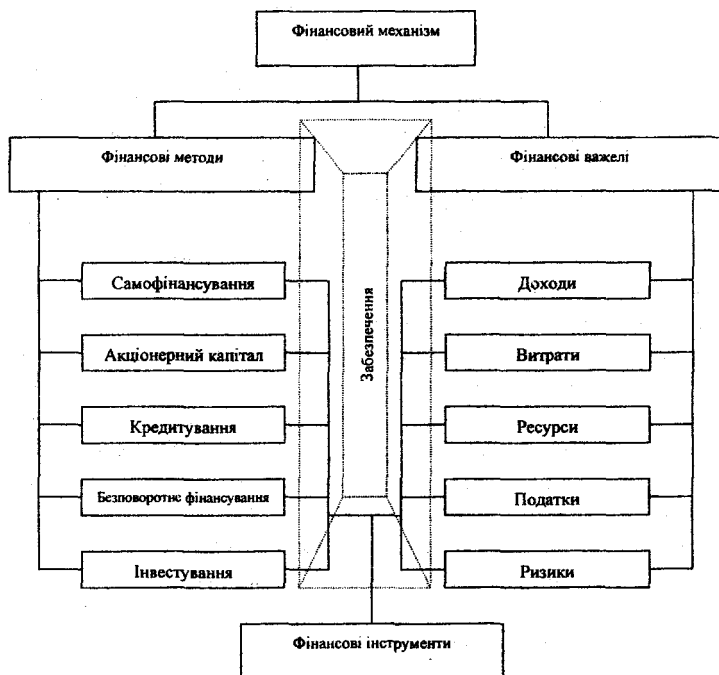 Фінансовий механізм
Фінансові методи
Фінансові важелі
Самофінансування
Доходи
Акціонерний капітал
Витрати
Забезпечення
Кредитування
Ресурси
Безповоротнє фінансування
Податки
Інвестування
Ризики
Фінансові інструменти